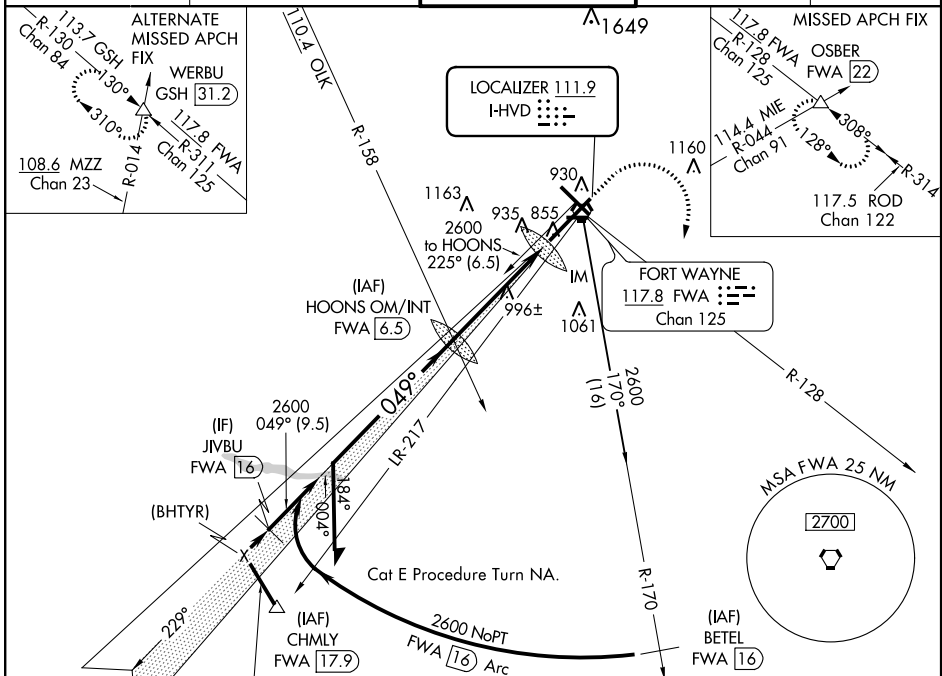 ALTERNATE
MISSED APCH
FIX
113.7 GSH
R-130
Chan 84
130°
310°
WERBU
GSH 31.2
117.8 FWA
R-311
Chan 125
108.6 MZZ
Chan 23
R-014
110.4 OLK
R-158
1649
LOCALIZER 111.9
I-HVD
MISSED APCH FIX
117.8 FWA
R-128
Chan 125
OSBER
FWA 22
114.4 MIE
R-044
Chan 91
308°
128°
R-314
117.5 ROD
Chan 122
1160
930
1163
935
855
2600
to HOONS
225° (6.5)
IM
FORT WAYNE
117.8 FWA
Chan 125
(IAF)
HOONS OM/INT
FWA 6.5
996±
1061
049°
2600
170°
(16)
R-128
2600
049° (9.5)
(IF)
JIVBU
FWA 16
LR-217
184°
004°
(BHTYR)
X
229°
Cat E Procedure Turn NA.
R-170
MSA FWA 25 NM
2700
(IAF)
CHMLY
FWA 17.9
2600 NoPT
FWA 16 Arc
(IAF)
BETEL
FWA 16